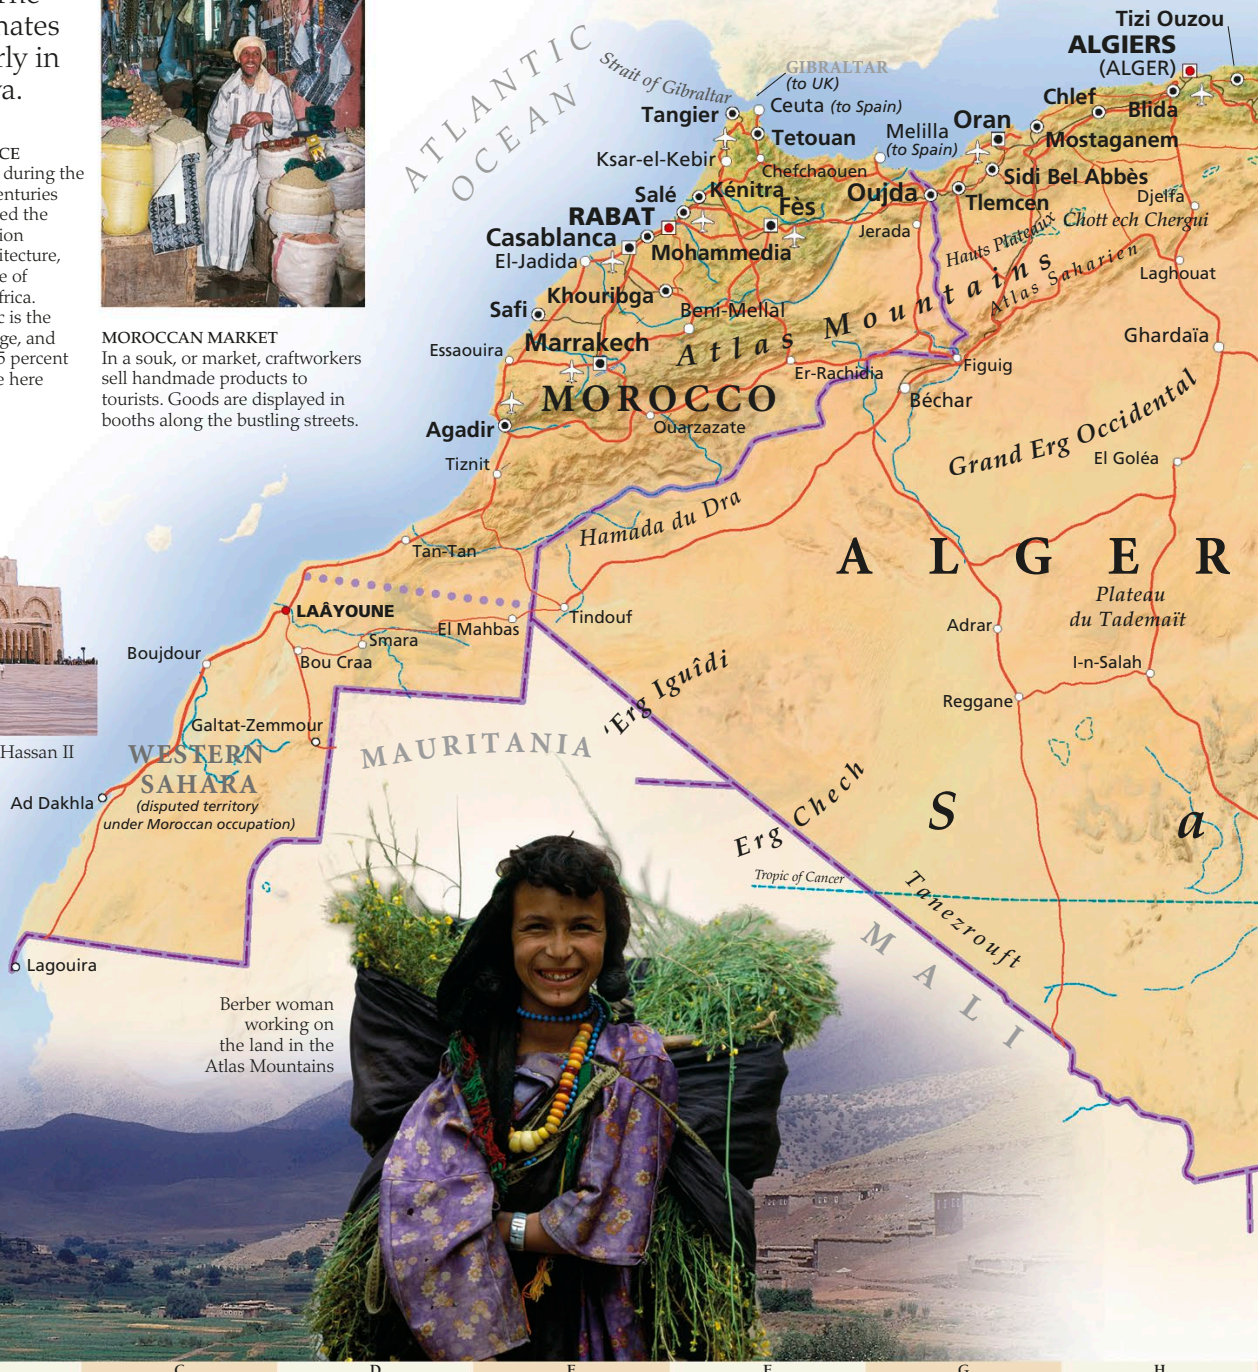 nates
rly in
a.
CE
during the
enturies
ed the
ion
itecture,
e of
frica.
c is the
ge, and
5 percent
e here
MOROCCAN MARKET
In a souk, or market, craftworkers
sell handmade products to
tourists. Goods are displayed in
booths along the bustling streets.
Hassan II
ATLANTIC
OCEAN
Strait of Gibraltar
GIBRALTAR
(to UK)
Tizi Ouzou
ALGIERS
(ALGER)
Tangier
Ceuta (to Spain)
Tetouan
Melilla
(to Spain)
Oran
Chlef
Blida
Mostaganem
Ksar-el-Kebir
Chefchaouen
Sidi Bel Abbès
Salé
Kénitra
Fès
Oujda
Tlemcen
Djelfa
RABAT
Chott ech Chergui
Casablanca
Mohammedia
Jerada
Hauts Plateaux
El-Jadida
Atlas Saharien
Laghouat
Khouribga
Beni-Mellal
Safi
Atlas Mountains
Ghardaïa
Essaouira
Marrakech
Er-Rachidia
Figuig
MOROCCO
Béchar
Ouarzazate
Agadir
Grand Erg Occidental
El Goléa
Tiznit
Hamada du Dra
Tan-Tan
ALGER
Plateau
du Tademaït
LAÂYOUNE
El Mahbas
Tindouf
Adrar
Smara
Boujdour
Bou Craa
I-n-Salah
'Erg Iguîdi
Reggane
Galtat-Zemmour
MAURITANIA
WESTERN
SAHARA
(disputed territory
under Moroccan occupation)
Ad Dakhla
Erg Chech
S a
Tropic of Cancer
Tanezrouft
MALI
Lagouira
Berber woman
working on
the land in the
Atlas Mountains
C D E F G H